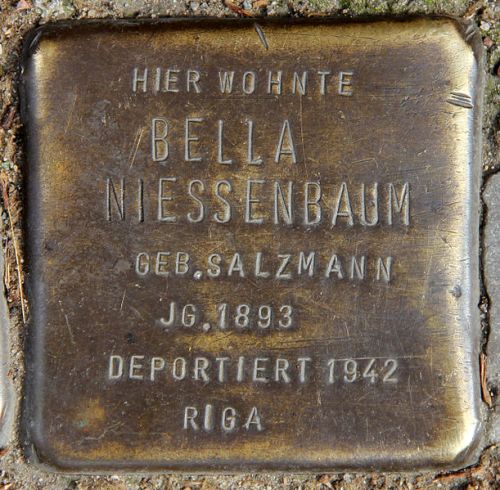 HIER WOHNTE
BELLA
NIESSENBAUM
GEB. SALZMANN
JG. 1893
DEPORTIERT 1942
RIGA